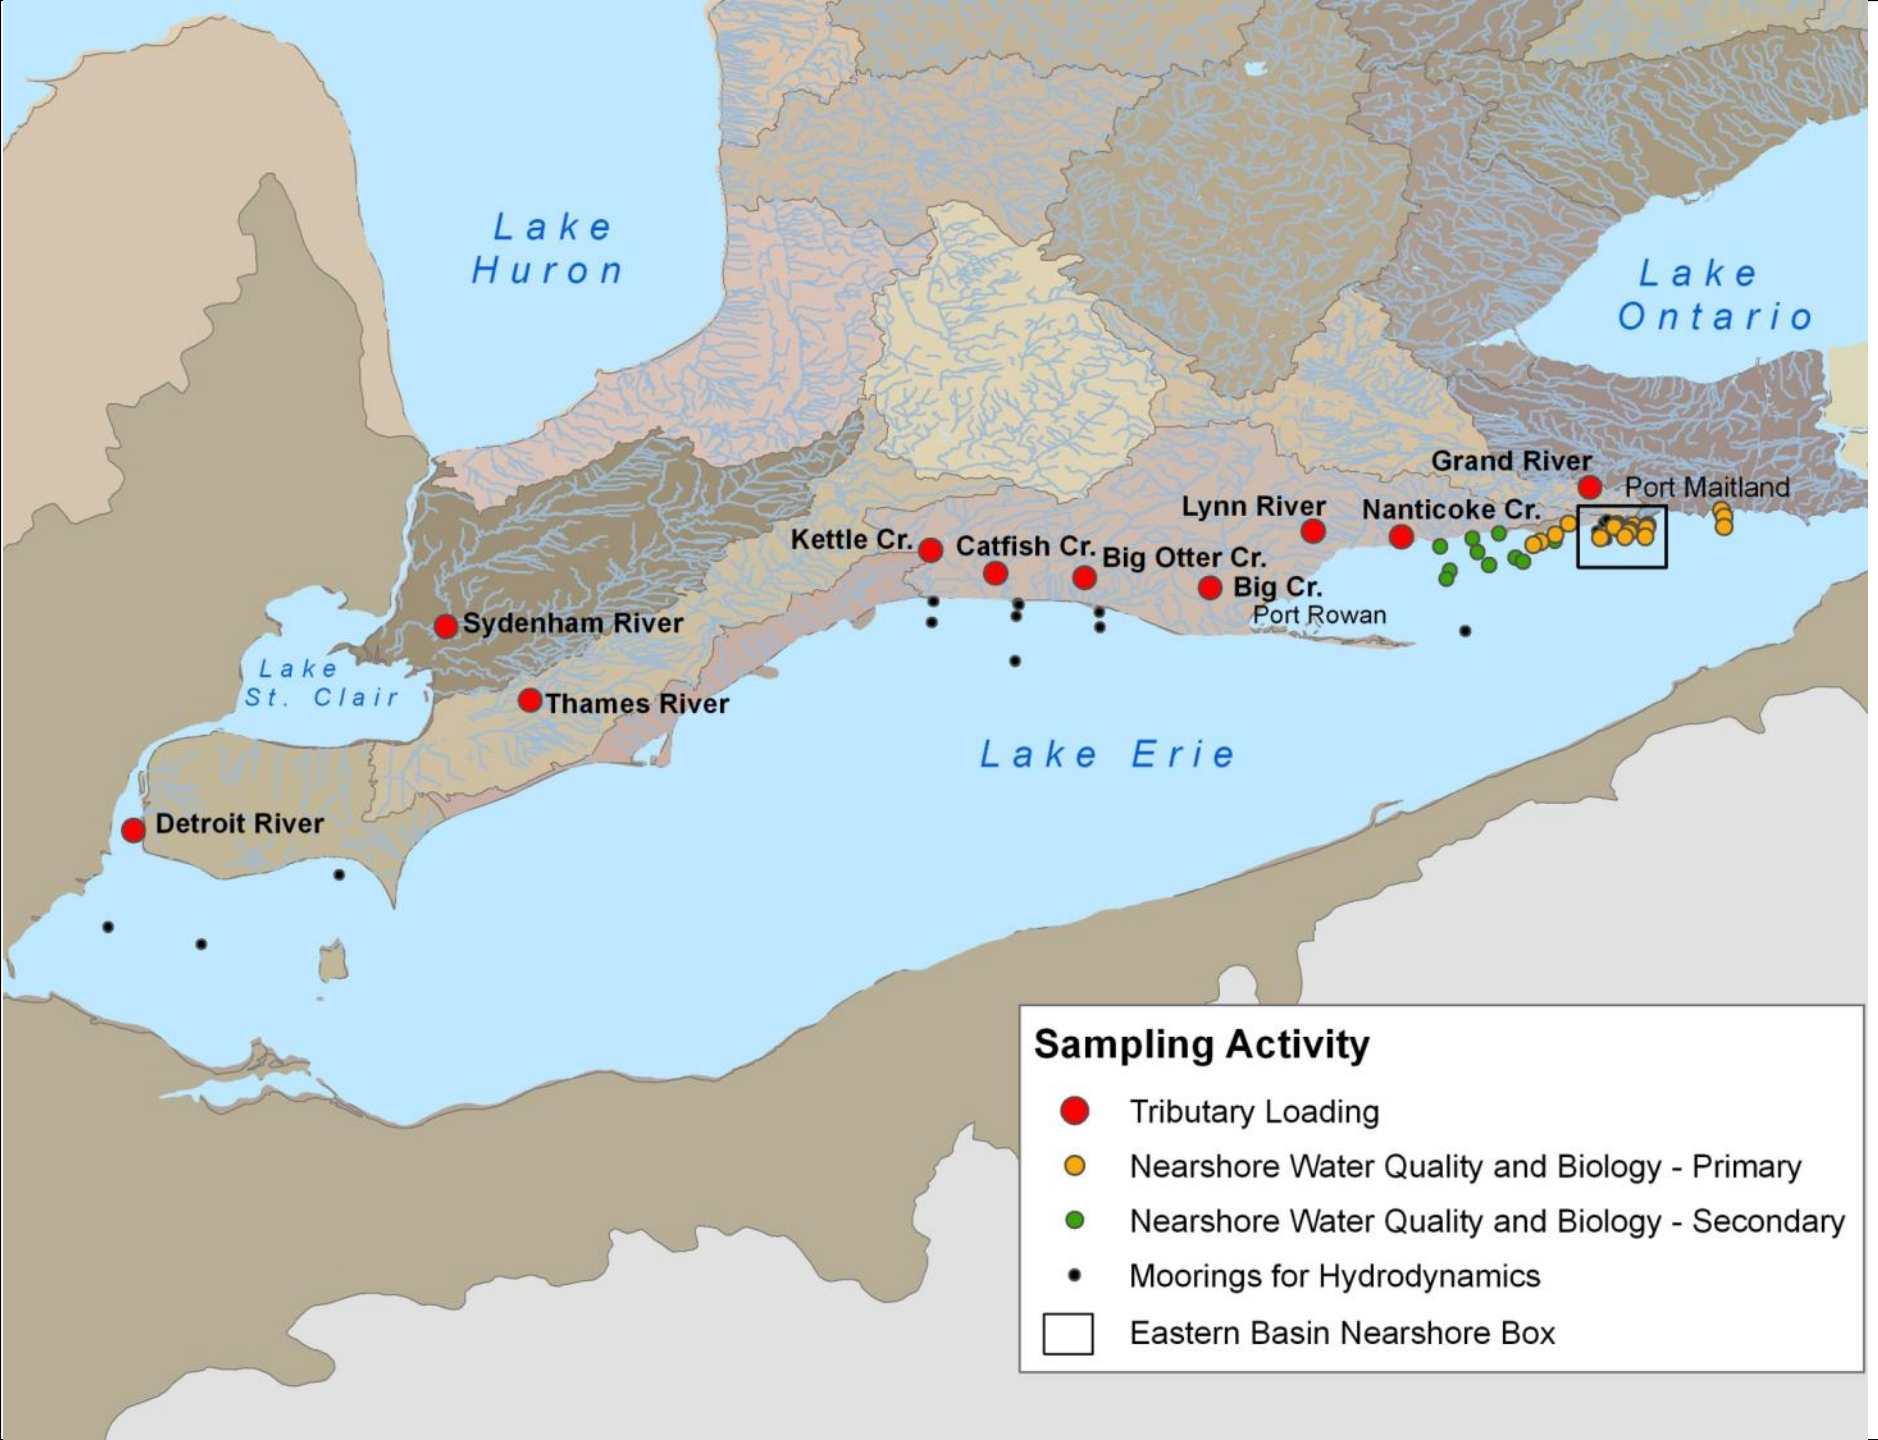 Lake
Huron
Lake
Ontario
Grand River
Port Maitland
Lynn River
Nanticoke Cr.
Kettle Cr.
Catfish Cr.
Big Otter Cr.
Big Cr.
Port Rowan
Sydenham River
Lake
St. Clair
Thames River
Lake Erie
Detroit River
Sampling Activity
Tributary Loading
Nearshore Water Quality and Biology - Primary
Nearshore Water Quality and Biology - Secondary
Moorings for Hydrodynamics
Eastern Basin Nearshore Box